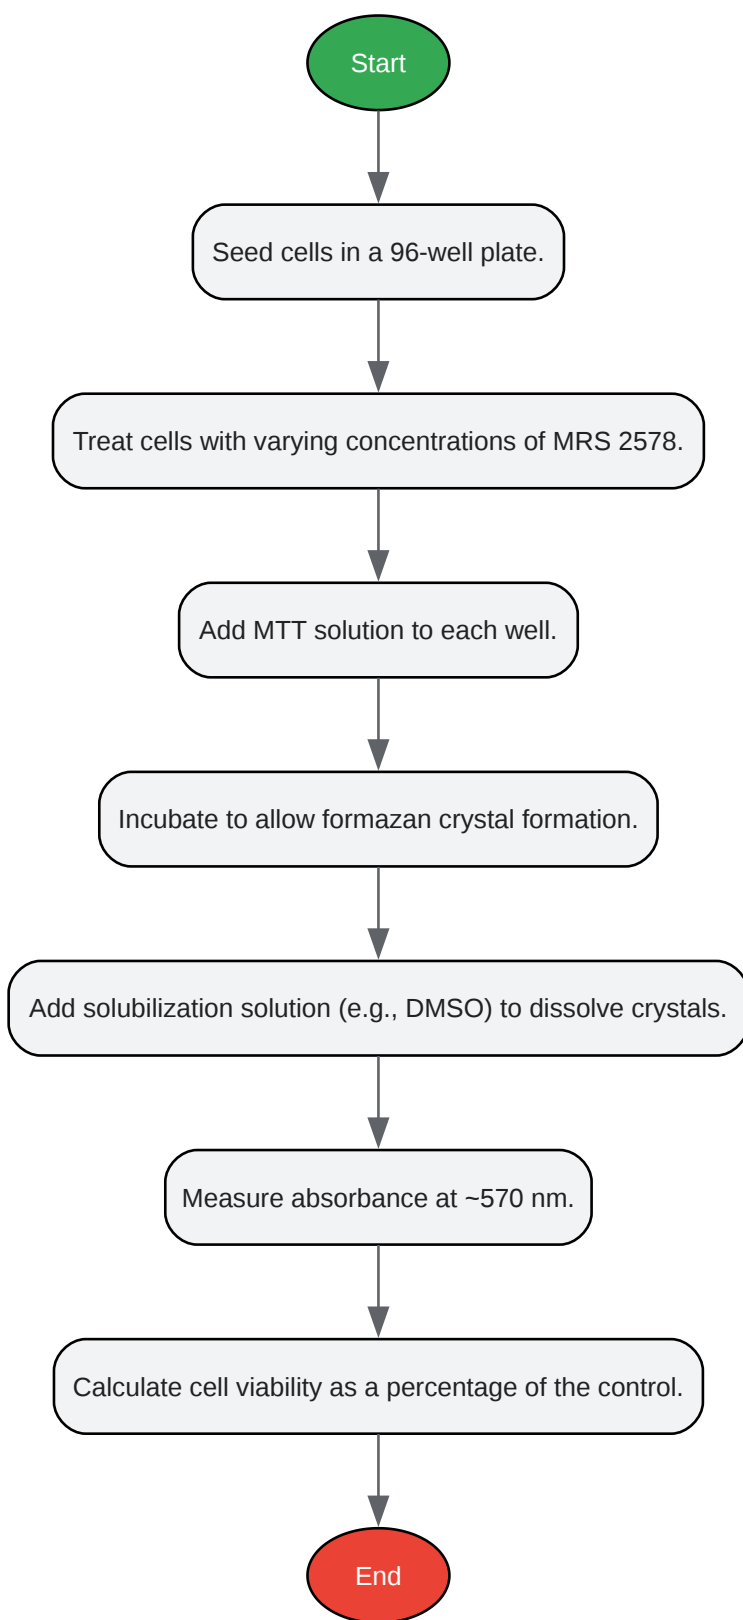 Start
Seed cells in a 96-well plate.
Treat cells with varying concentrations of MRS 2578.
Add MTT solution to each well.
Incubate to allow formazan crystal formation.
Add solubilization solution (e.g., DMSO) to dissolve crystals.
Measure absorbance at ~570 nm.
Calculate cell viability as a percentage of the control.
End